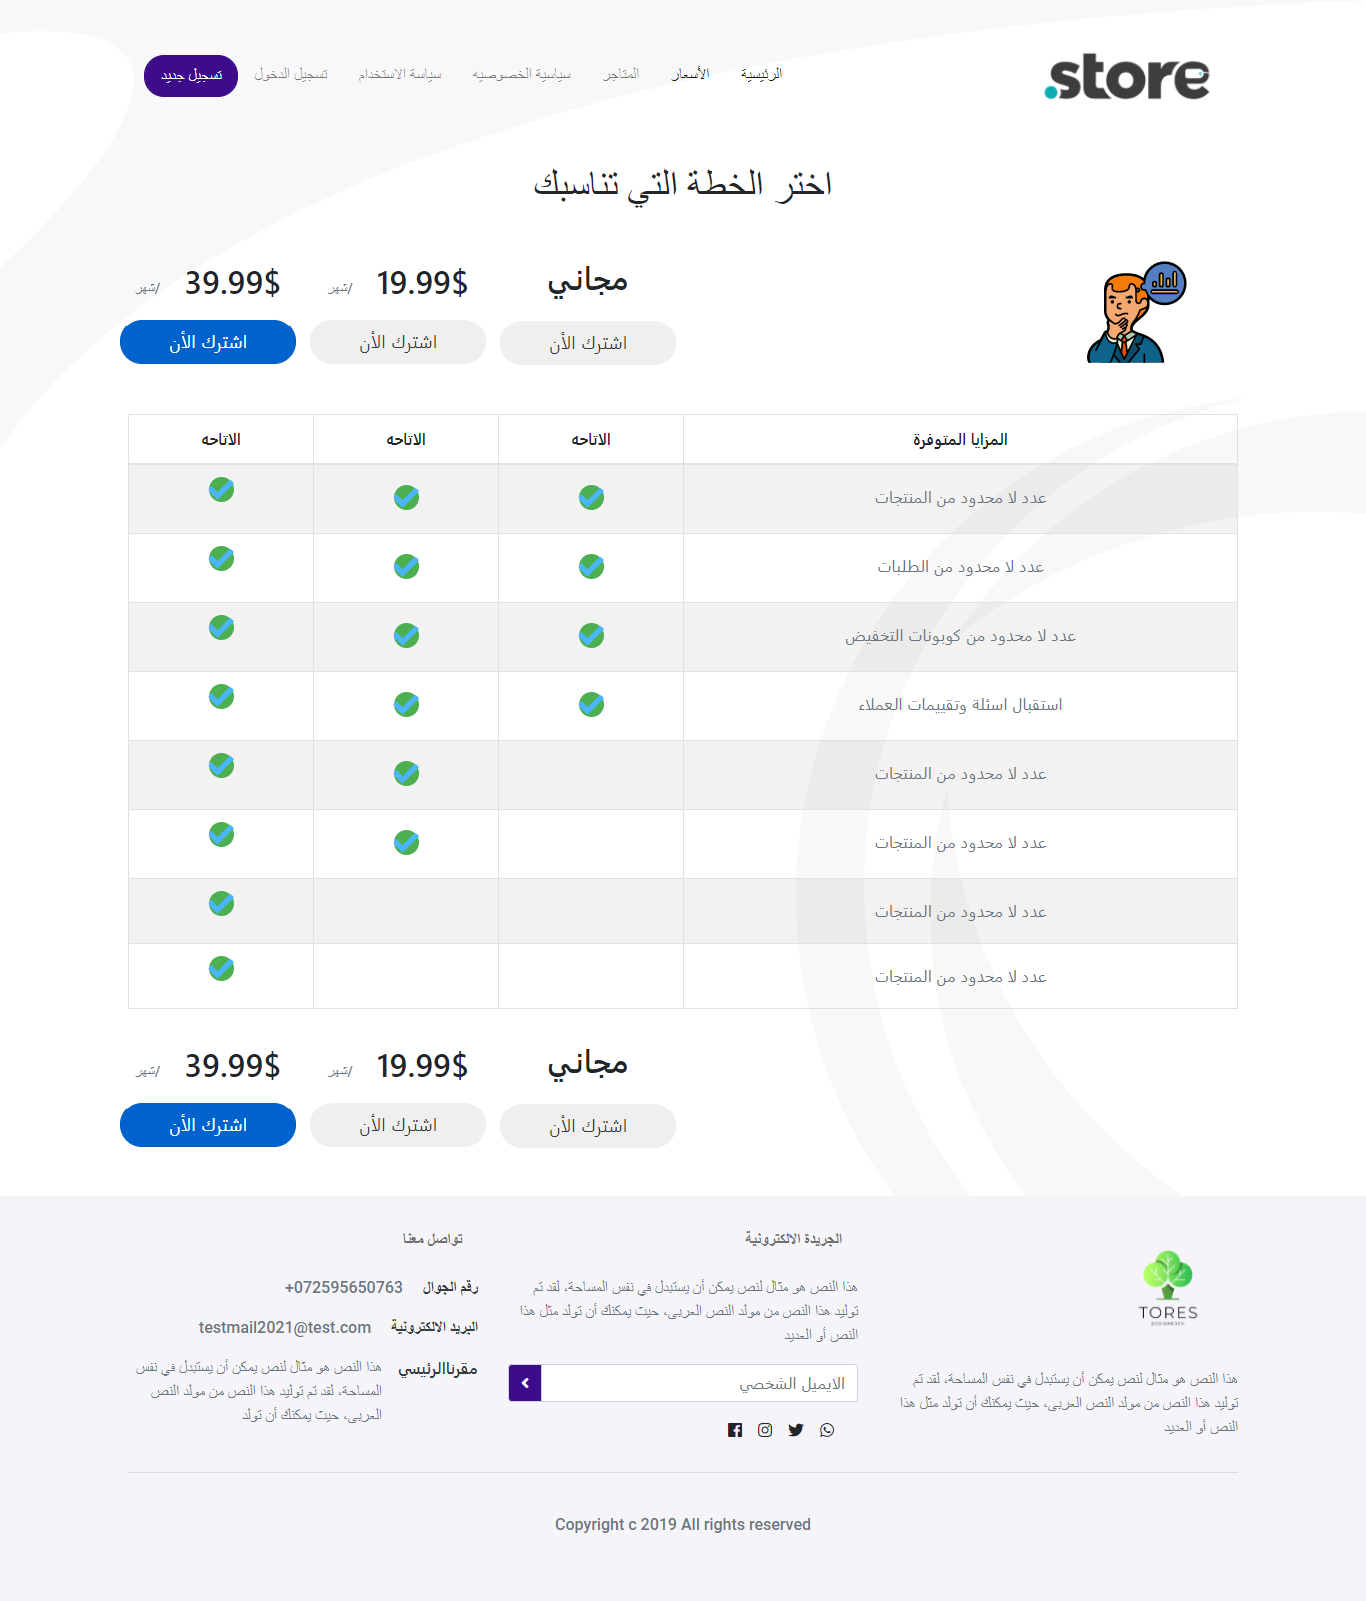 .store
الرئيسية
الأسعار
المتاجر
سياسية الخصوصيه
سياسة الاستخدام
تسجيل الدخول
تسجيل جديد
اختر الخطة التي تناسبك
مجاني
19.99$ /شهر
39.99$ /شهر
اشترك الأن
اشترك الأن
اشترك الأن
المزايا المتوفرة الاتاحه الاتاحه الاتاحه
عدد لا محدود من المنتجات
عدد لا محدود من الطلبات
عدد لا محدود من كوبونات التخفيض
استقبال اسئلة وتقييمات العملاء
عدد لا محدود من المنتجات
عدد لا محدود من المنتجات
عدد لا محدود من المنتجات
عدد لا محدود من المنتجات
مجاني
19.99$ /شهر
39.99$ /شهر
اشترك الأن
اشترك الأن
اشترك الأن
TORES
ECO GARDEN
هذا النص هو مثال لنص يمكن أن يستبدل في نفس المساحة، لقد تم
توليد هذا النص من مولد النص العربى، حيث يمكنك أن تولد مثل هذا
النص أو العديد
الجريدة الالكترونية
هذا النص هو مثال لنص يمكن أن يستبدل في نفس المساحة، لقد تم
توليد هذا النص من مولد النص العربى، حيث يمكنك أن تولد مثل هذا
النص أو العديد
الايميل الشخصي
تواصل معنا
رقم الجوال +072595650763
البريد الالكترونية testmail2021@test.com
مقرناالرئيسي هذا النص هو مثال لنص يمكن أن يستبدل في نفس
المساحة، لقد تم توليد هذا النص من مولد النص
العربى، حيث يمكنك أن تولد
Copyright c 2019 All rights reserved